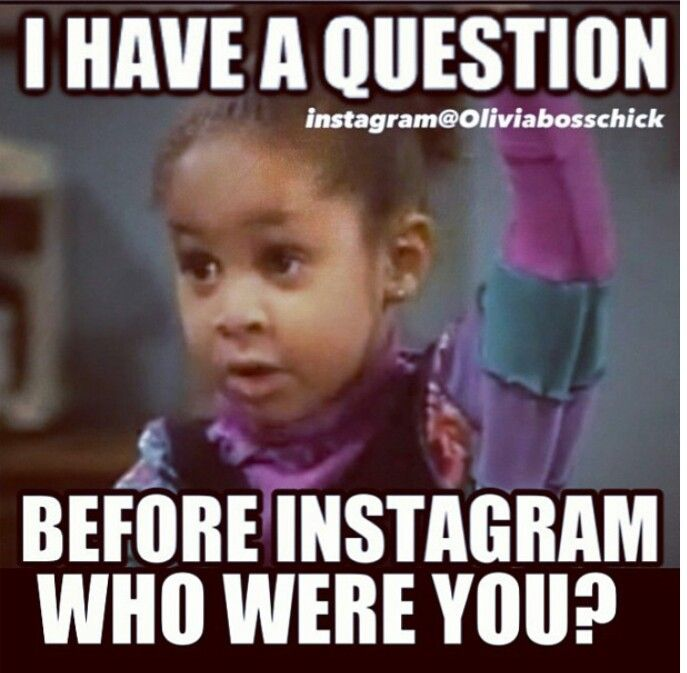 I HAVE A QUESTION
instagram@Oliviabosschick
BEFORE INSTAGRAM
WHO WERE YOU?